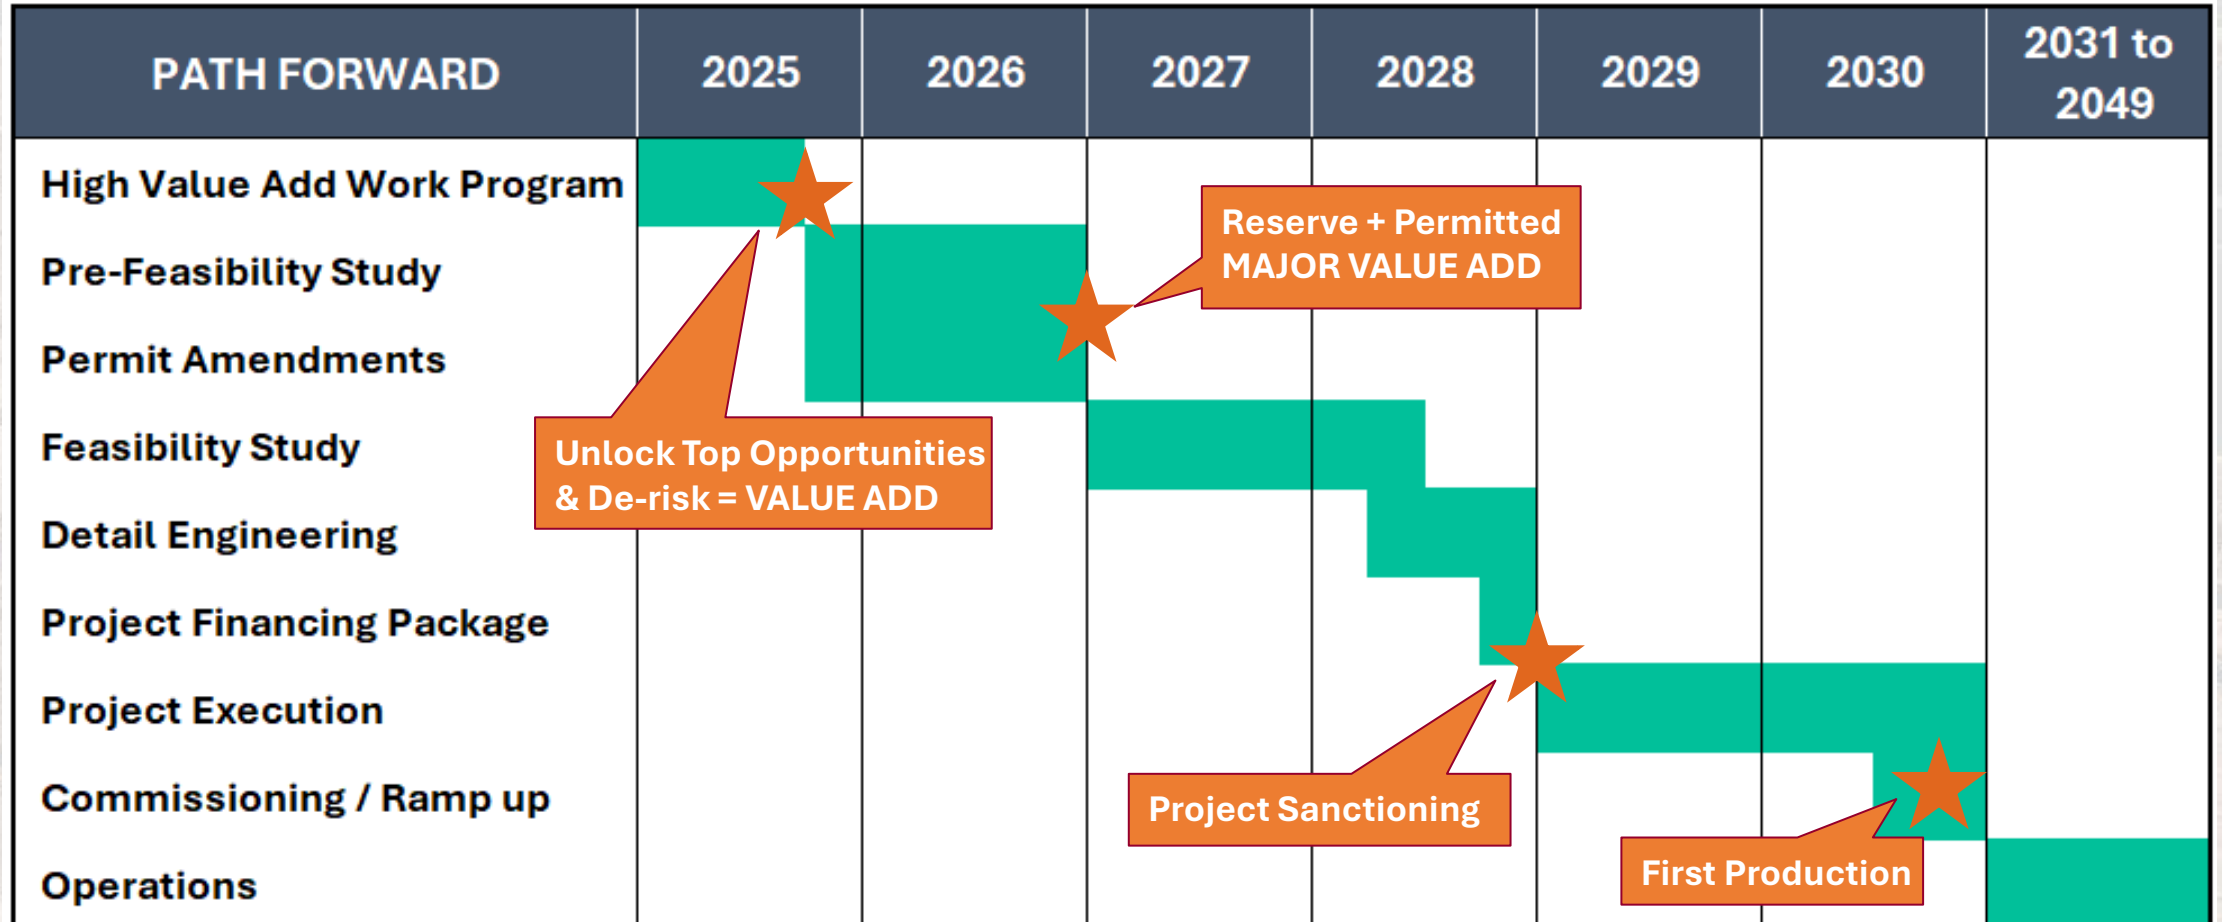 PATH FORWARD
2025
2026
2027
2028
2029
2030
2031 to
2049
High Value Add Work Program
Reserve + Permitted
MAJOR VALUE ADD
Pre-Feasibility Study
Permit Amendments
Feasibility Study
Unlock Top Opportunities
& De-risk = VALUE ADD
Detail Engineering
Project Financing Package
Project Execution
Commissioning / Ramp up
Project Sanctioning
First Production
Operations